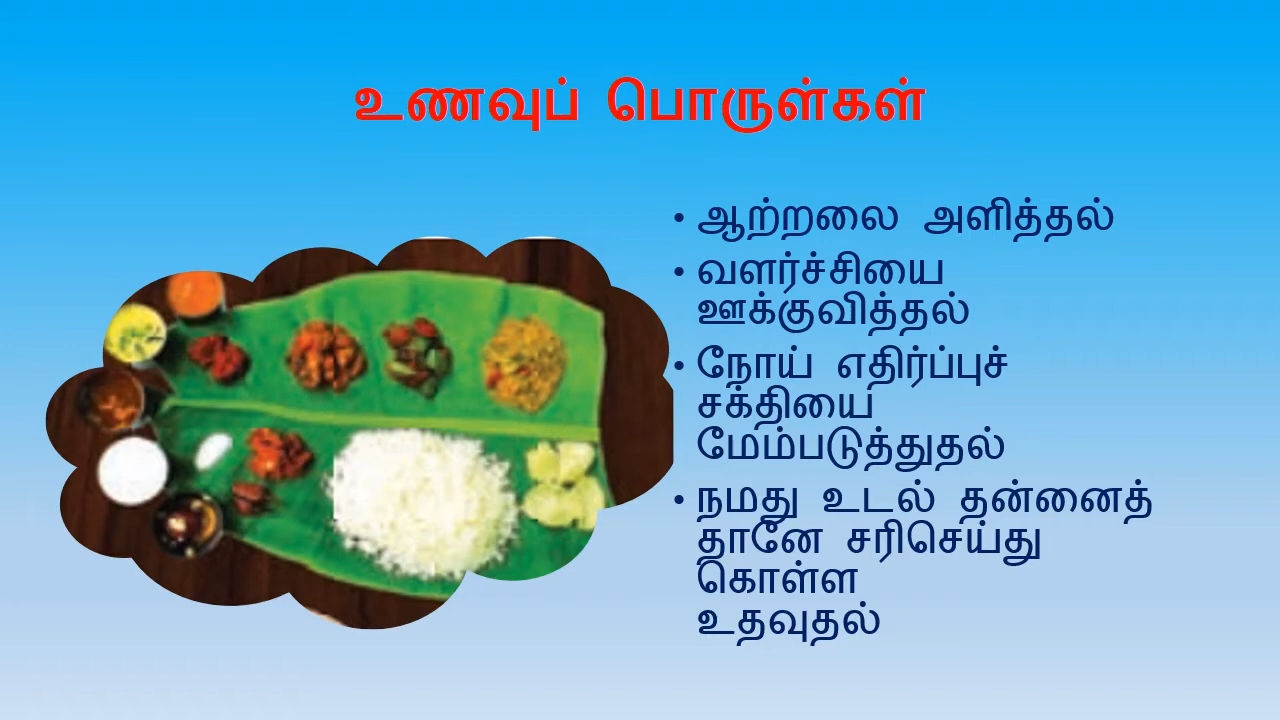 உணவுப் பொருள்கள்
• ஆற்றலை அளித்தல்
• வளர்ச்சியை
ஊக்குவித்தல்
• நோய் எதிர்ப்புச்
சக்தியை
மேம்படுத்துதல்
• நமது உடல் தன்னைத்
தானே சரிசெய்து
கொள்ள
உதவுதல்